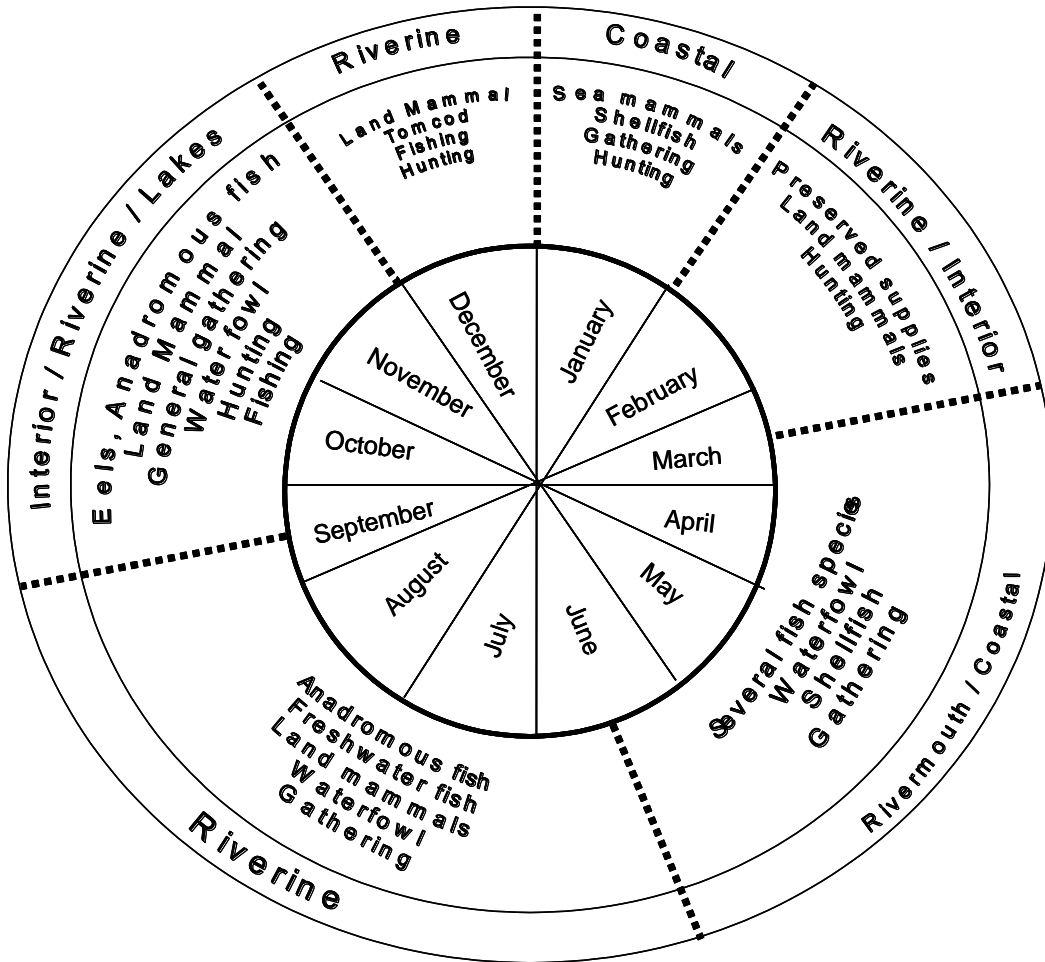 Riverine
Coastal
Riverine / Interior
Rivermouth / Coastal
Riverine
Interior / Riverine / Lakes
Land Mammal
Tomcod
Fishing
Hunting
Sea mammals
Shellfish
Gathering
Hunting
Preserved supplies
Land mammals
Hunting
Several fish species
Waterfowl
Shellfish
Gathering
Anadromous fish
Freshwater fish
Land mammals
Waterfowl
Gathering
Eels, Anadromous fish
Land Mammal
General gathering
Water fowl
Hunting
Fishing
January
February
March
April
May
June
July
August
September
October
November
December